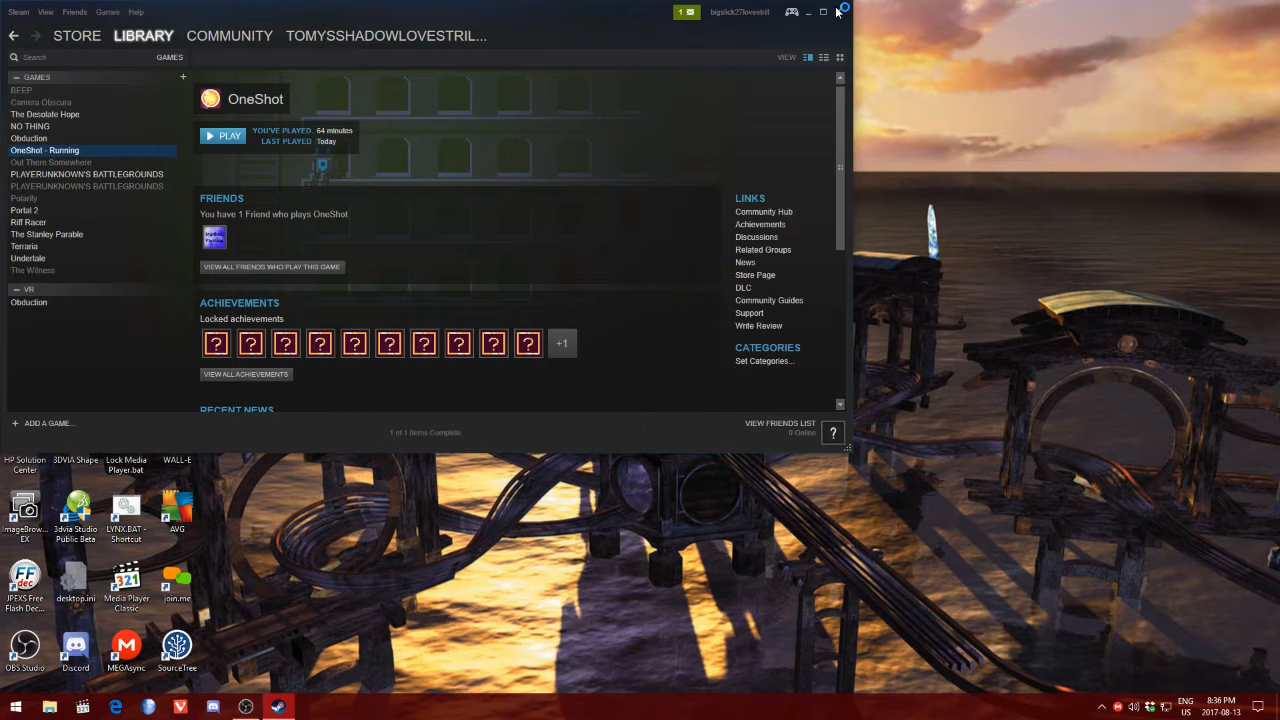 Steam View Friends Games Help
1
bigslick27lovestrill
STORE LIBRARY COMMUNITY TOMYSSHADOWLOVESTRIL...
Search
GAMES
VIEW
GAMES
BEEP
Camera Obscura
The Desolate Hope
NO THING
Obduction
OneShot - Running
Out There Somewhere
PLAYERUNKNOWN'S BATTLEGROUNDS
PLAYERUNKNOWN'S BATTLEGROUNDS
Polarity
Portal 2
Riff Racer
The Stanley Parable
Terraria
Undertale
The Witness
VR
Obduction
OneShot
PLAY
YOU'VE PLAYED 64 minutes
LAST PLAYED Today
FRIENDS
You have 1 Friend who plays OneShot
VIEW ALL FRIENDS WHO PLAY THIS GAME
ACHIEVEMENTS
Locked achievements
? ? ? ? ? ? ? ? ? ? +1
VIEW ALL ACHIEVEMENTS
RECENT NEWS
LINKS
Community Hub
Achievements
Discussions
Related Groups
News
Store Page
DLC
Community Guides
Support
Write Review
CATEGORIES
Set Categories...
ADD A GAME...
1 of 1 Items Complete
VIEW FRIENDS LIST
0 Online
?
HP Solution
Center
3DVIA Shape
Lock Media
Player.bat
WALL-E
ImageBrow...
EX
3dvia Studio
Public Beta
LYNX.BAT -
Shortcut
AVG
FF
dec
JPEXS Free
Flash Dec...
desktop.ini
321
Media Player
Classic
join.me
OBS Studio
Discord
MEGAsync
SourceTree
ENG
US
8:36 PM
2017-08-13